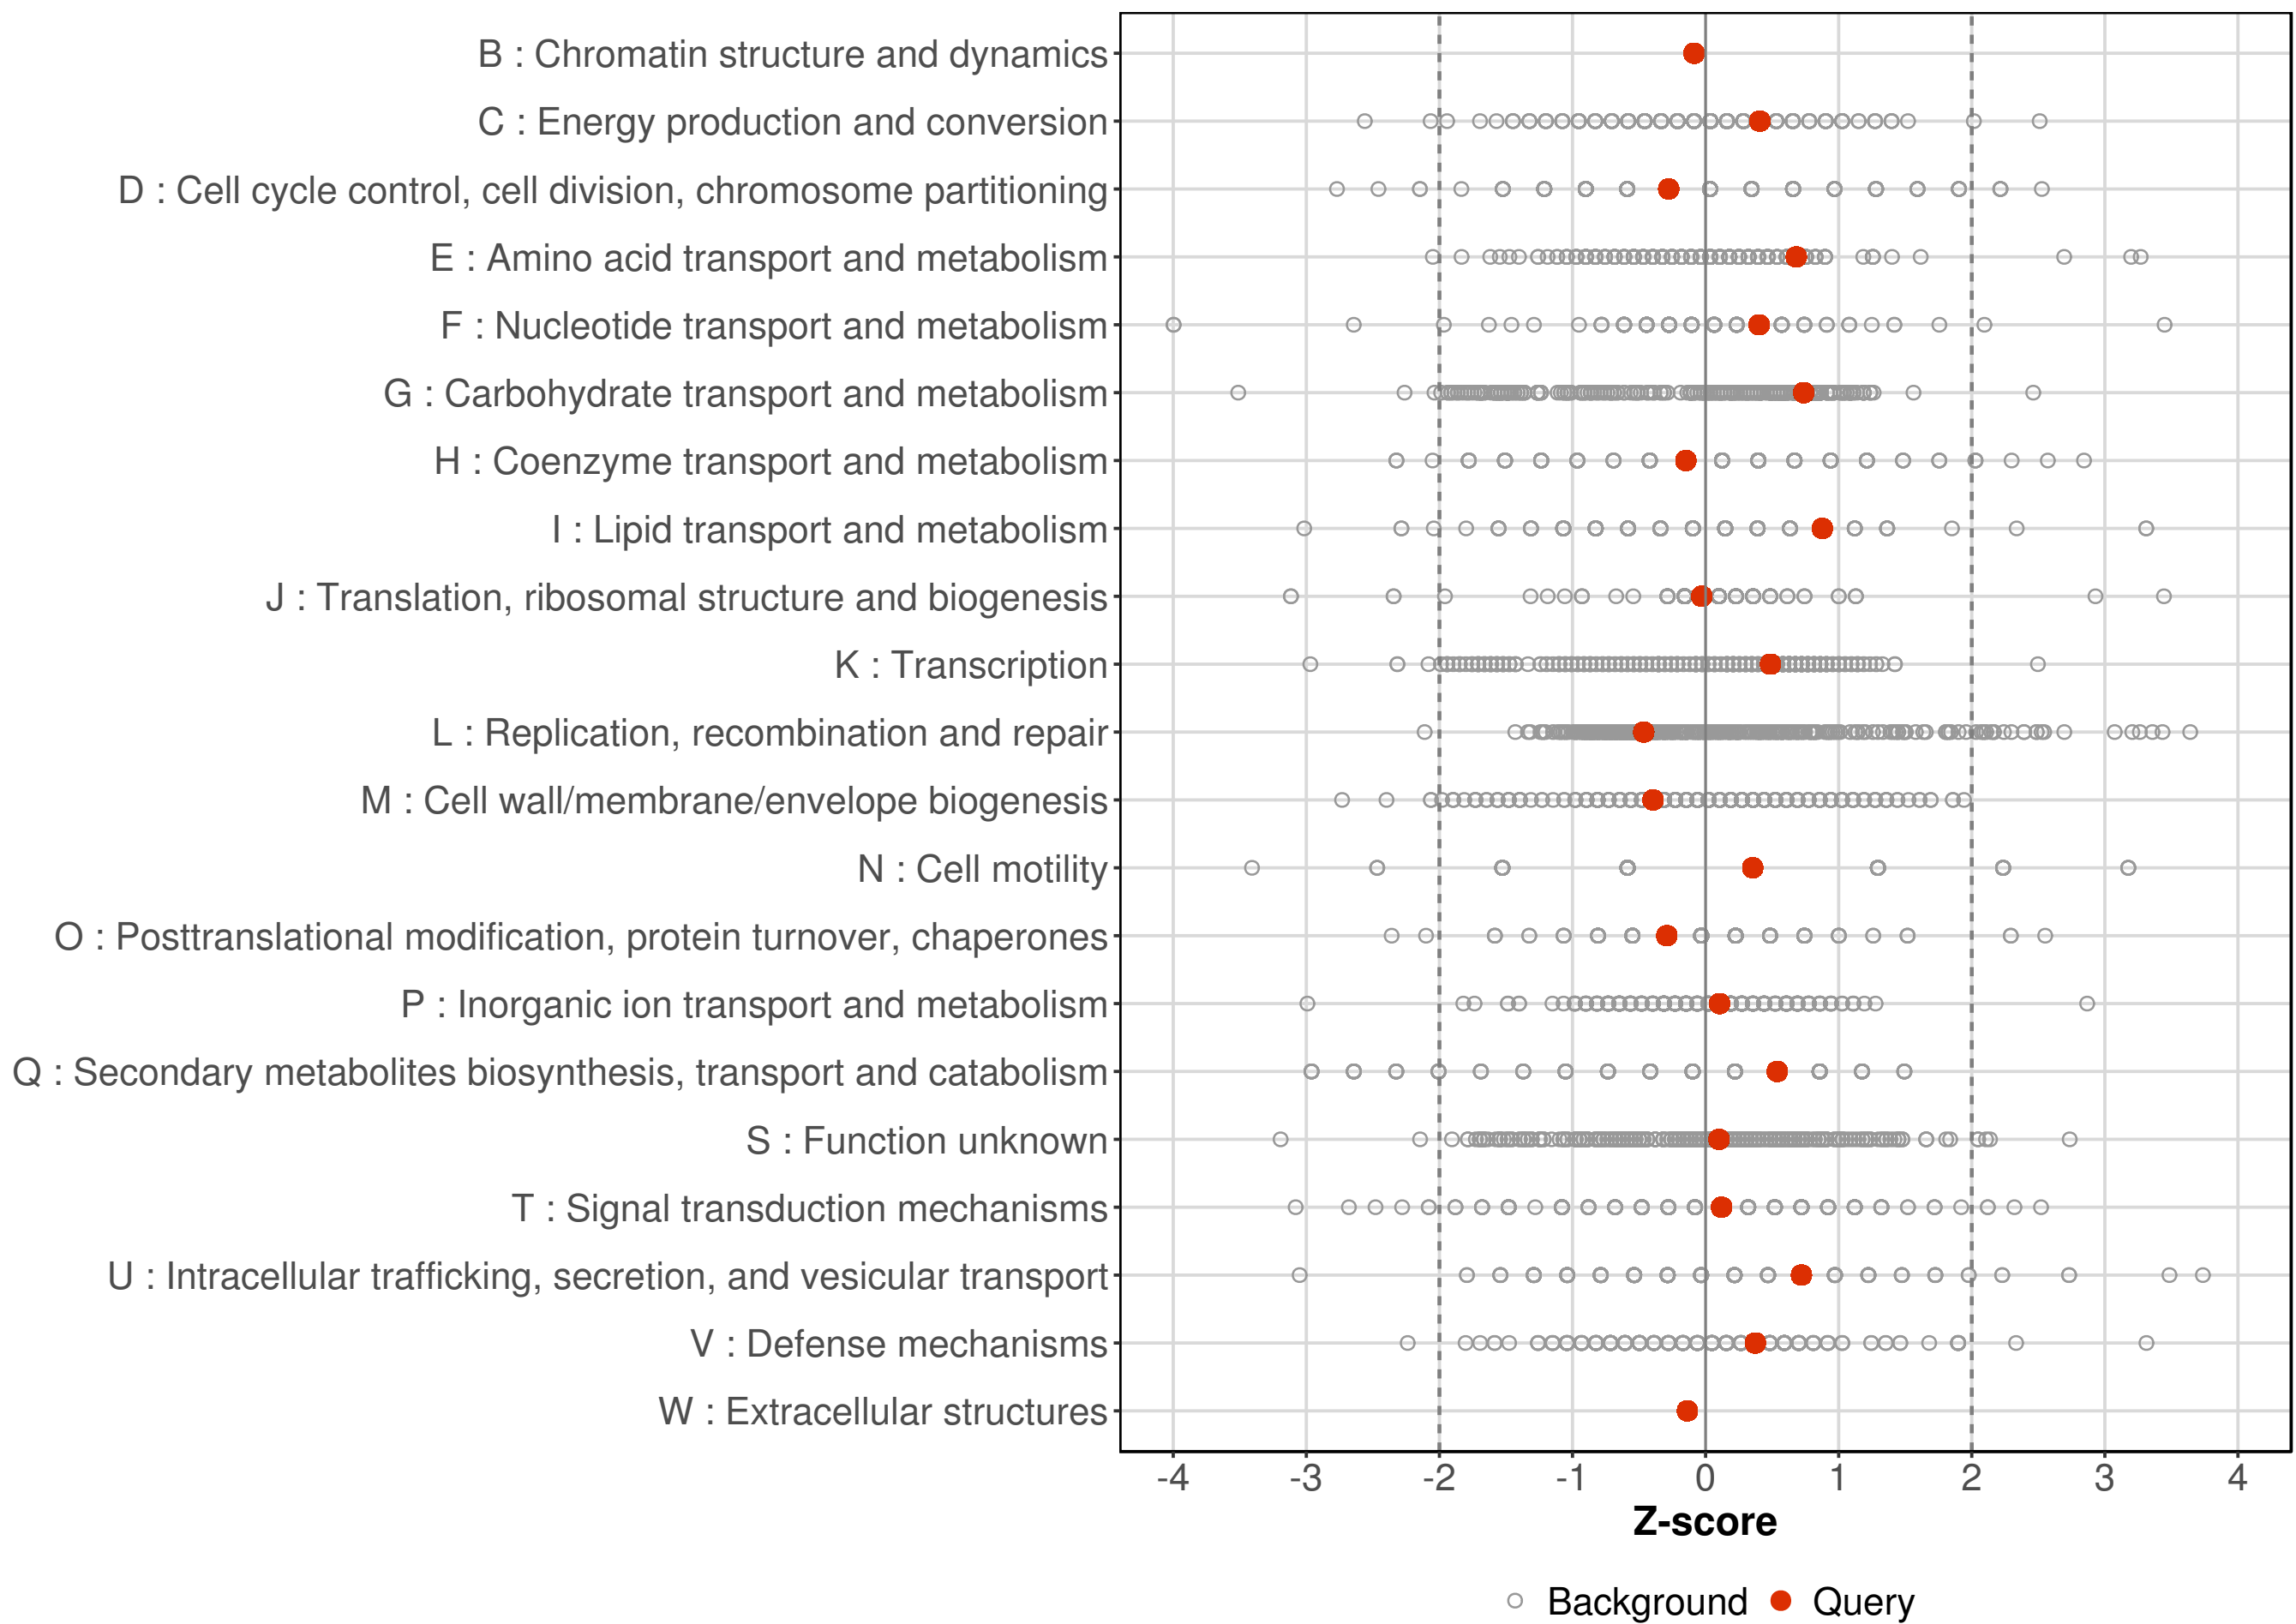 B : Chromatin structure and dynamics
C : Energy production and conversion
D : Cell cycle control, cell division, chromosome partitioning
E : Amino acid transport and metabolism
F : Nucleotide transport and metabolism
G : Carbohydrate transport and metabolism
H : Coenzyme transport and metabolism
I : Lipid transport and metabolism
J : Translation, ribosomal structure and biogenesis
K : Transcription
L : Replication, recombination and repair
M : Cell wall/membrane/envelope biogenesis
N : Cell motility
O : Posttranslational modification, protein turnover, chaperones
P : Inorganic ion transport and metabolism
Q : Secondary metabolites biosynthesis, transport and catabolism
S : Function unknown
T : Signal transduction mechanisms
U : Intracellular trafficking, secretion, and vesicular transport
V : Defense mechanisms
W : Extracellular structures
-4 -3 -2 -1 0 1 2 3 4
Z-score
Background Query